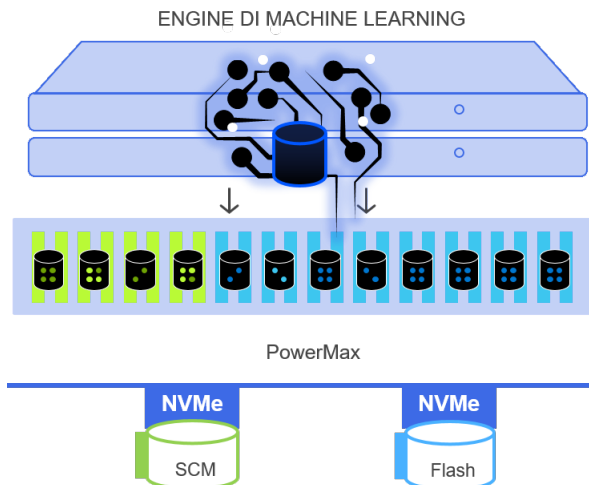 ENGINE DI MACHINE LEARNING
PowerMax
NVMe
NVMe
SCM
Flash